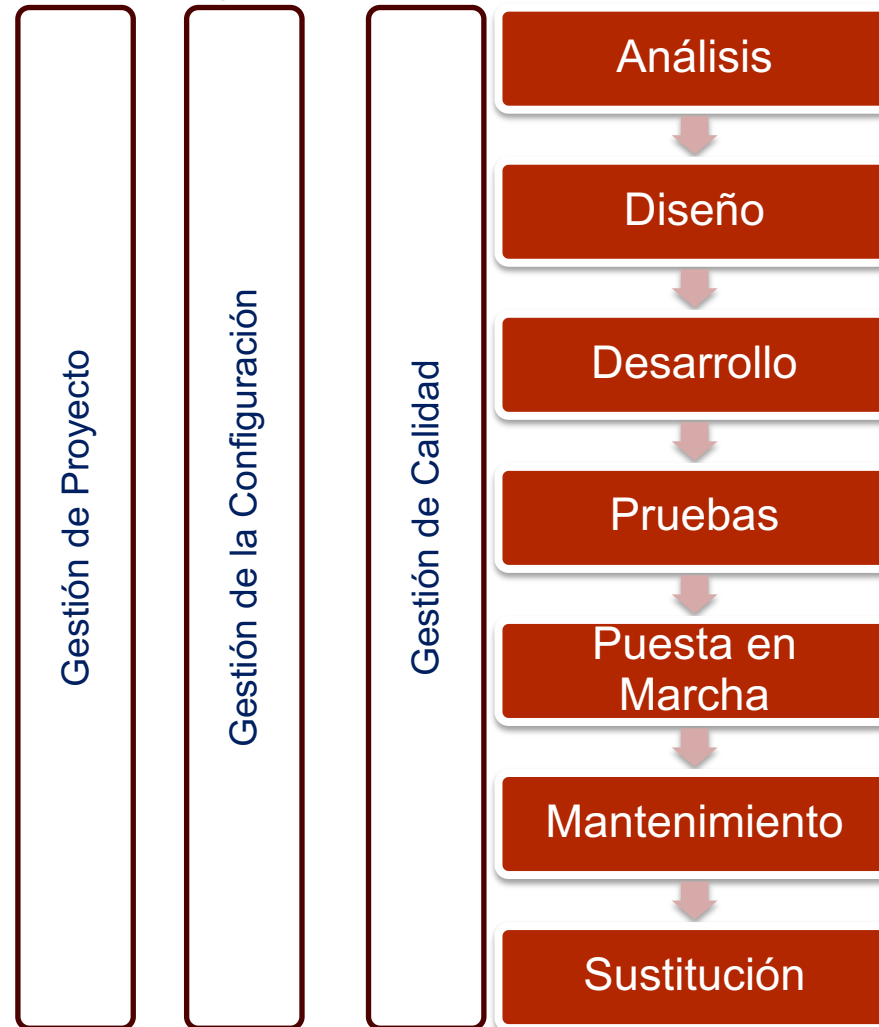 Gestión de Proyecto
Gestión de la Configuración
Gestión de Calidad
Análisis
Diseño
Desarrollo
Pruebas
Puesta en
Marcha
Mantenimiento
Sustitución